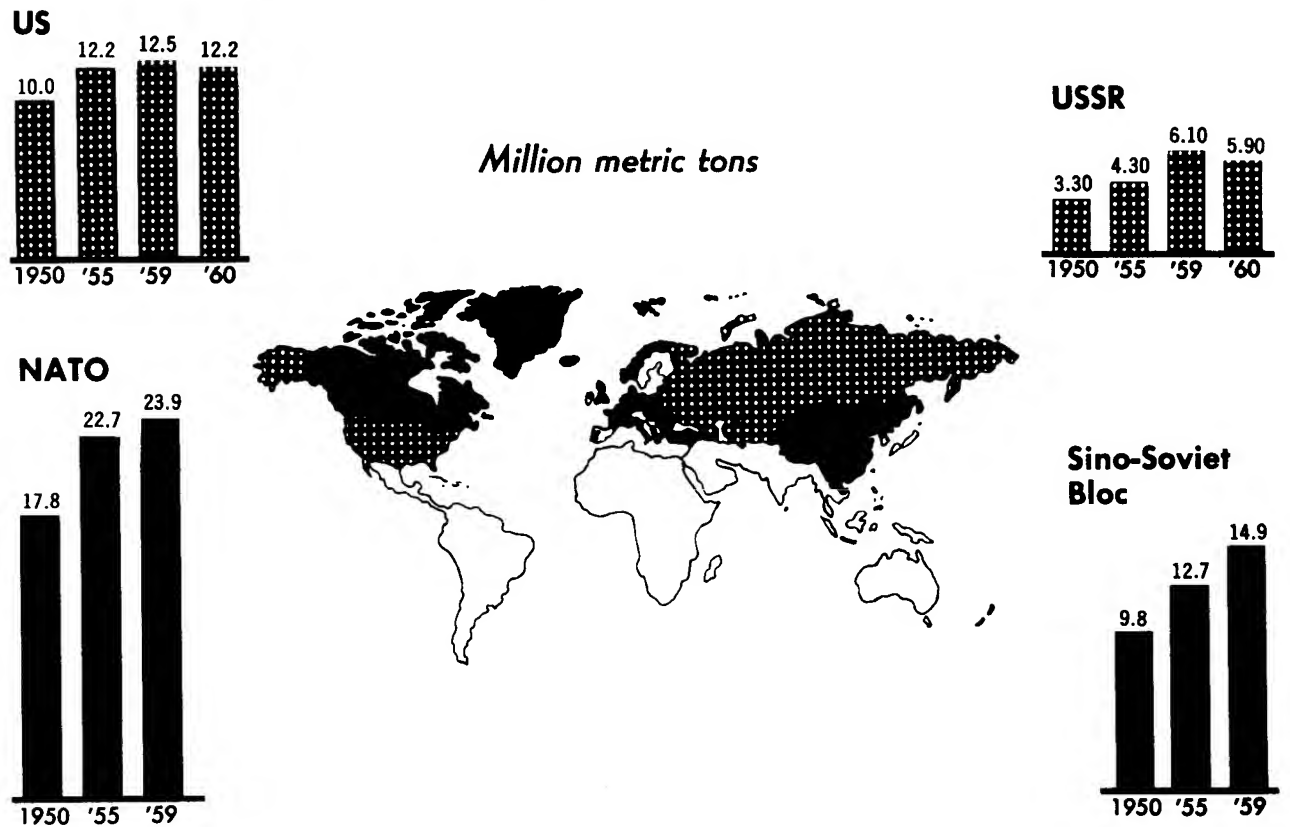 US
10.0 12.2 12.5 12.2
1950 '55 '59 '60
Million metric tons
USSR
3.30 4.30 6.10 5.90
1950 '55 '59 '60
NATO
17.8 22.7 23.9
1950 '55 '59
Sino-Soviet
Bloc
9.8 12.7 14.9
1950 '55 '59